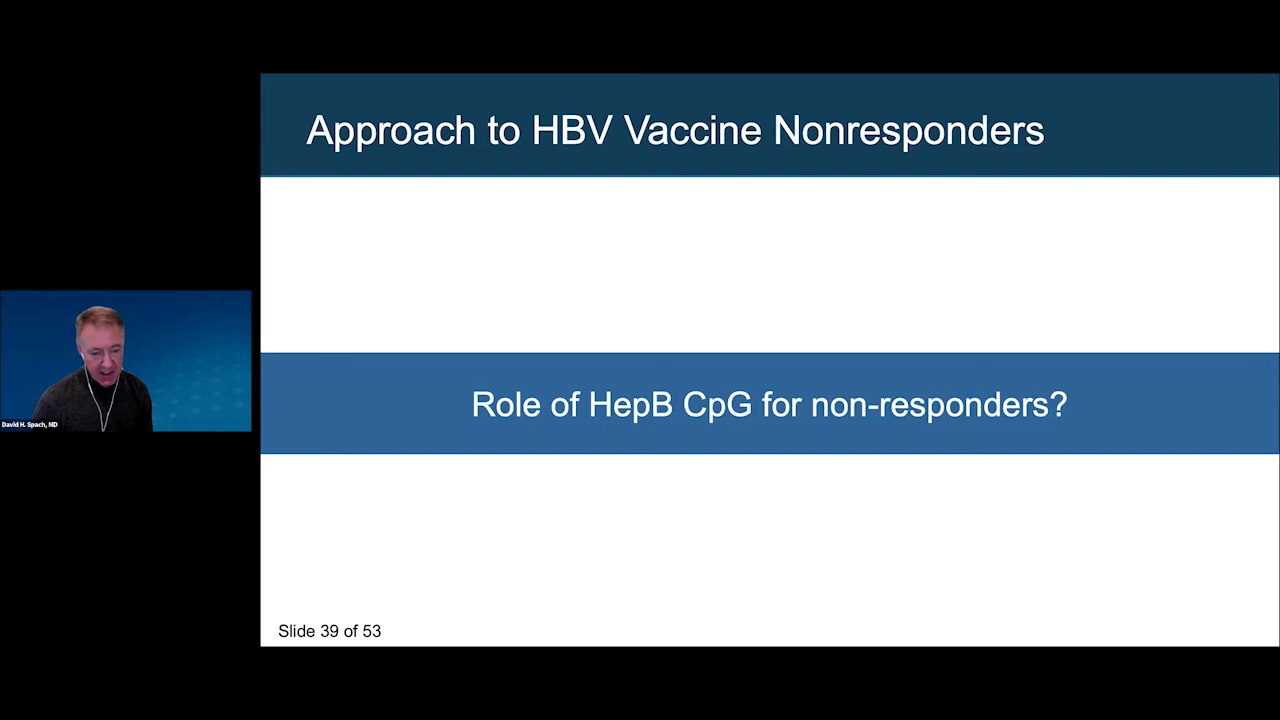 Approach to HBV Vaccine Nonresponders
Role of HepB CpG for non-responders?
David H. Spach, MD
Slide 39 of 53